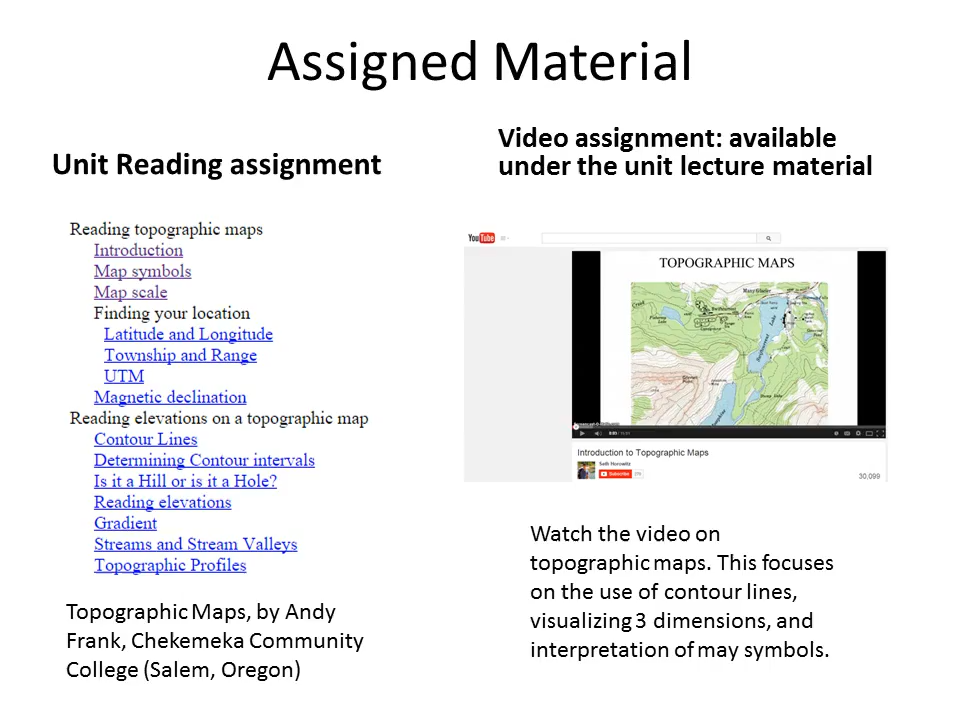 Assigned Material
Unit Reading assignment
Reading topographic maps
Introduction
Map symbols
Map scale
Finding your location
Latitude and Longitude
Township and Range
UTM
Magnetic declination
Reading elevations on a topographic map
Contour Lines
Determining Contour intervals
Is it a Hill or is it a Hole?
Reading elevations
Gradient
Streams and Stream Valleys
Topographic Profiles
Topographic Maps, by Andy
Frank, Chekemeka Community
College (Salem, Oregon)
Video assignment: available
under the unit lecture material
YouTube
TOPOGRAPHIC MAPS
Many Glacier
Lake
Introduction to Topographic Maps
Seth Horowitz
Subscribe
30,099
Watch the video on
topographic maps. This focuses
on the use of contour lines,
visualizing 3 dimensions, and
interpretation of may symbols.